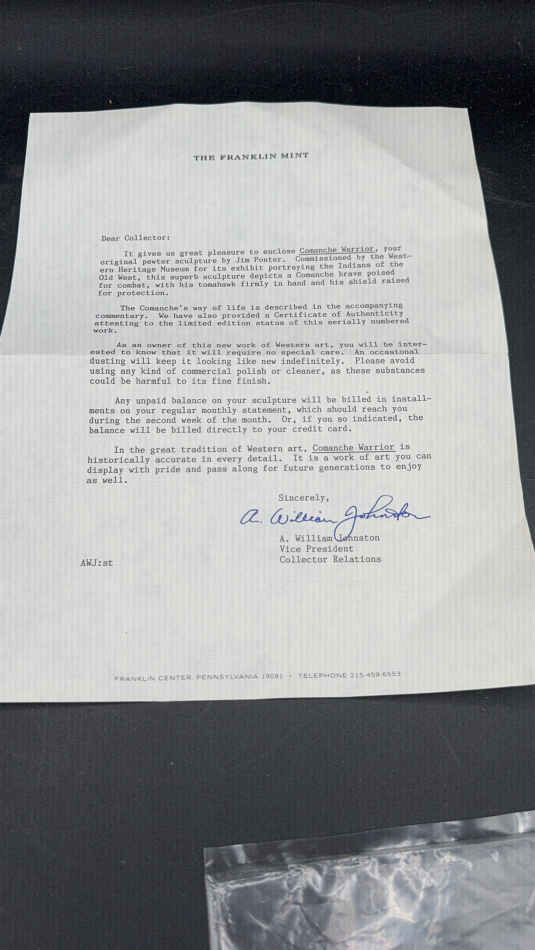 THE FRANKLIN MINT
Dear Collector:
It gives us great pleasure to enclose Comanche Warrior, your
original pewter sculpture by Jim Ponter. Commissioned by the West-
ern Heritage Museum for its exhibit portraying the Indians of the
Old West, this superb sculpture depicts a Comanche brave poised
for combat, with his tomahawk firmly in hand and his shield raised
for protection.
The Comanche's way of life is described in the accompanying
commentary. We have also provided a Certificate of Authenticity
attesting to the limited edition status of this serially numbered
work.
As an owner of this new work of Western art, you will be inter-
ested to know that it will require no special care. An occasional
dusting will keep it looking like new indefinitely. Please avoid
using any kind of commercial polish or cleaner, as these substances
could be harmful to its fine finish.
Any unpaid balance on your sculpture will be billed in install-
ments on your regular monthly statement, which should reach you
during the second week of the month. Or, if you so indicated, the
balance will be billed directly to your credit card.
In the great tradition of Western art, Comanche Warrior is
historically accurate in every detail. It is a work of art you can
display with pride and pass along for future generations to enjoy
as well.
Sincerely,
A. William Johnston
A. William Johnston
Vice President
Collector Relations
AWJ:st
FRANKLIN CENTER, PENNSYLVANIA 19091 • TELEPHONE 215-459-6553